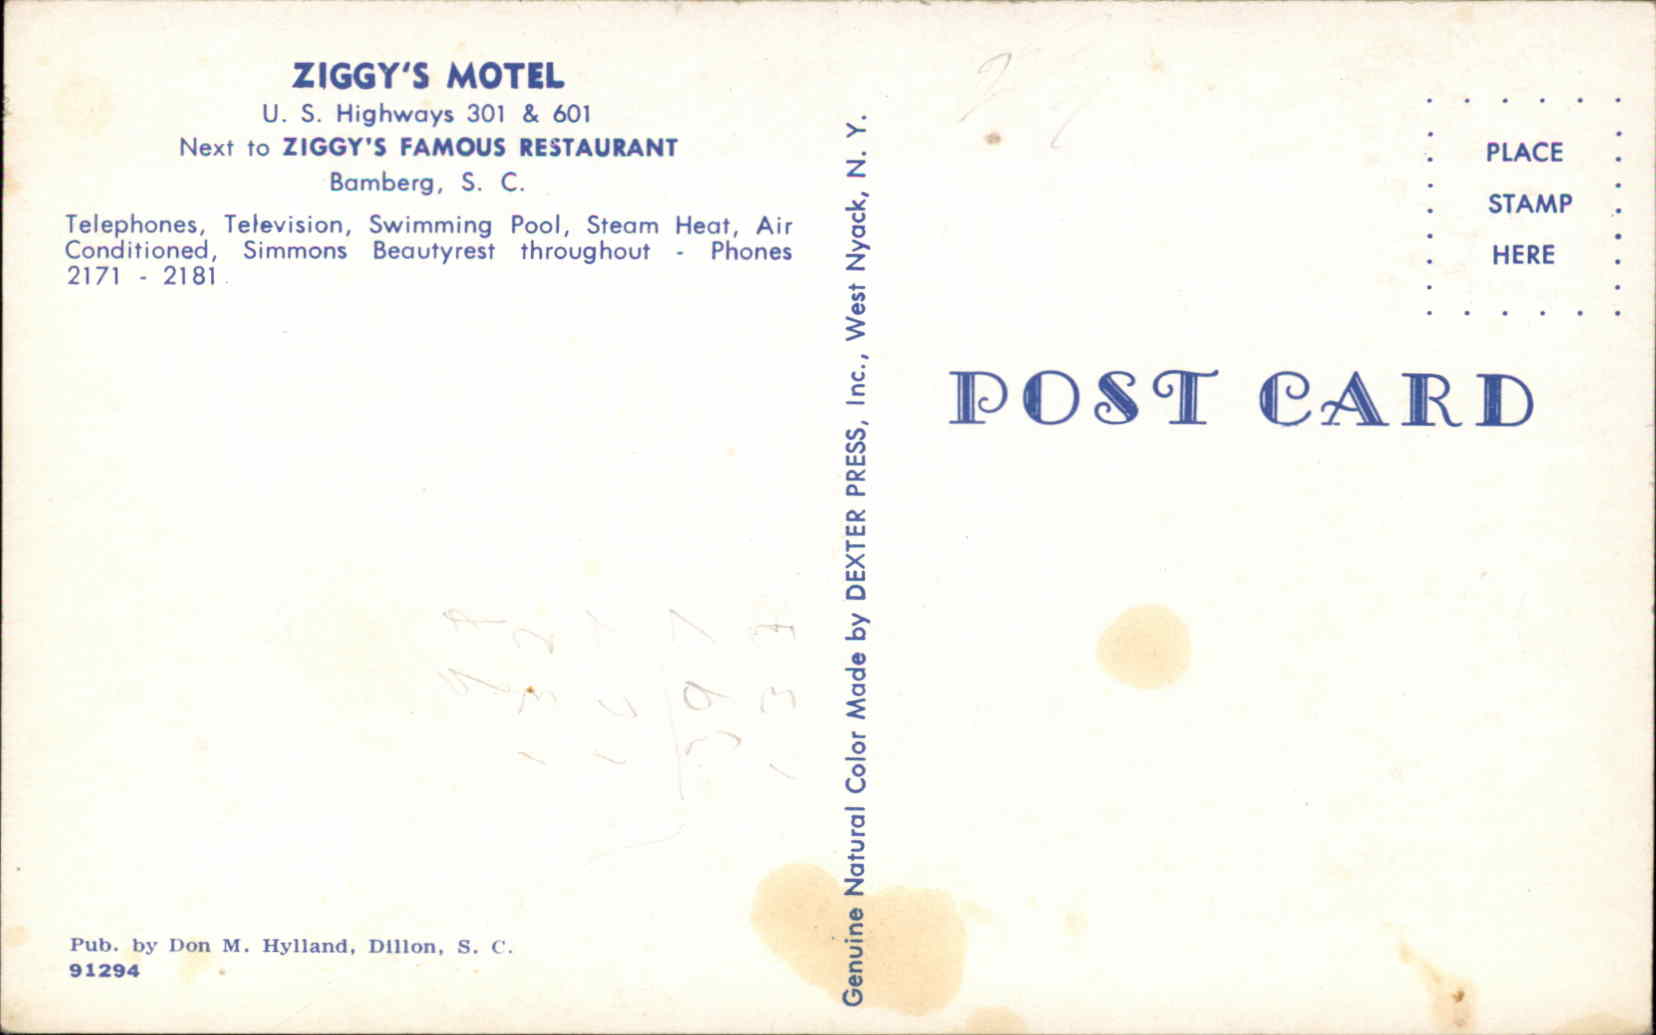 ZIGGY'S MOTEL
U. S. Highways 301 & 601
Next to ZIGGY'S FAMOUS RESTAURANT
Bamberg, S. C.
Telephones, Television, Swimming Pool, Steam Heat, Air
Conditioned, Simmons Beautyrest throughout - Phones
2171 - 2181
Pub. by Don M. Hylland, Dillon, S. C.
91294
Genuine Natural Color Made by DEXTER PRESS, Inc., West Nyack, N. Y.
PLACE
STAMP
HERE
POST CARD